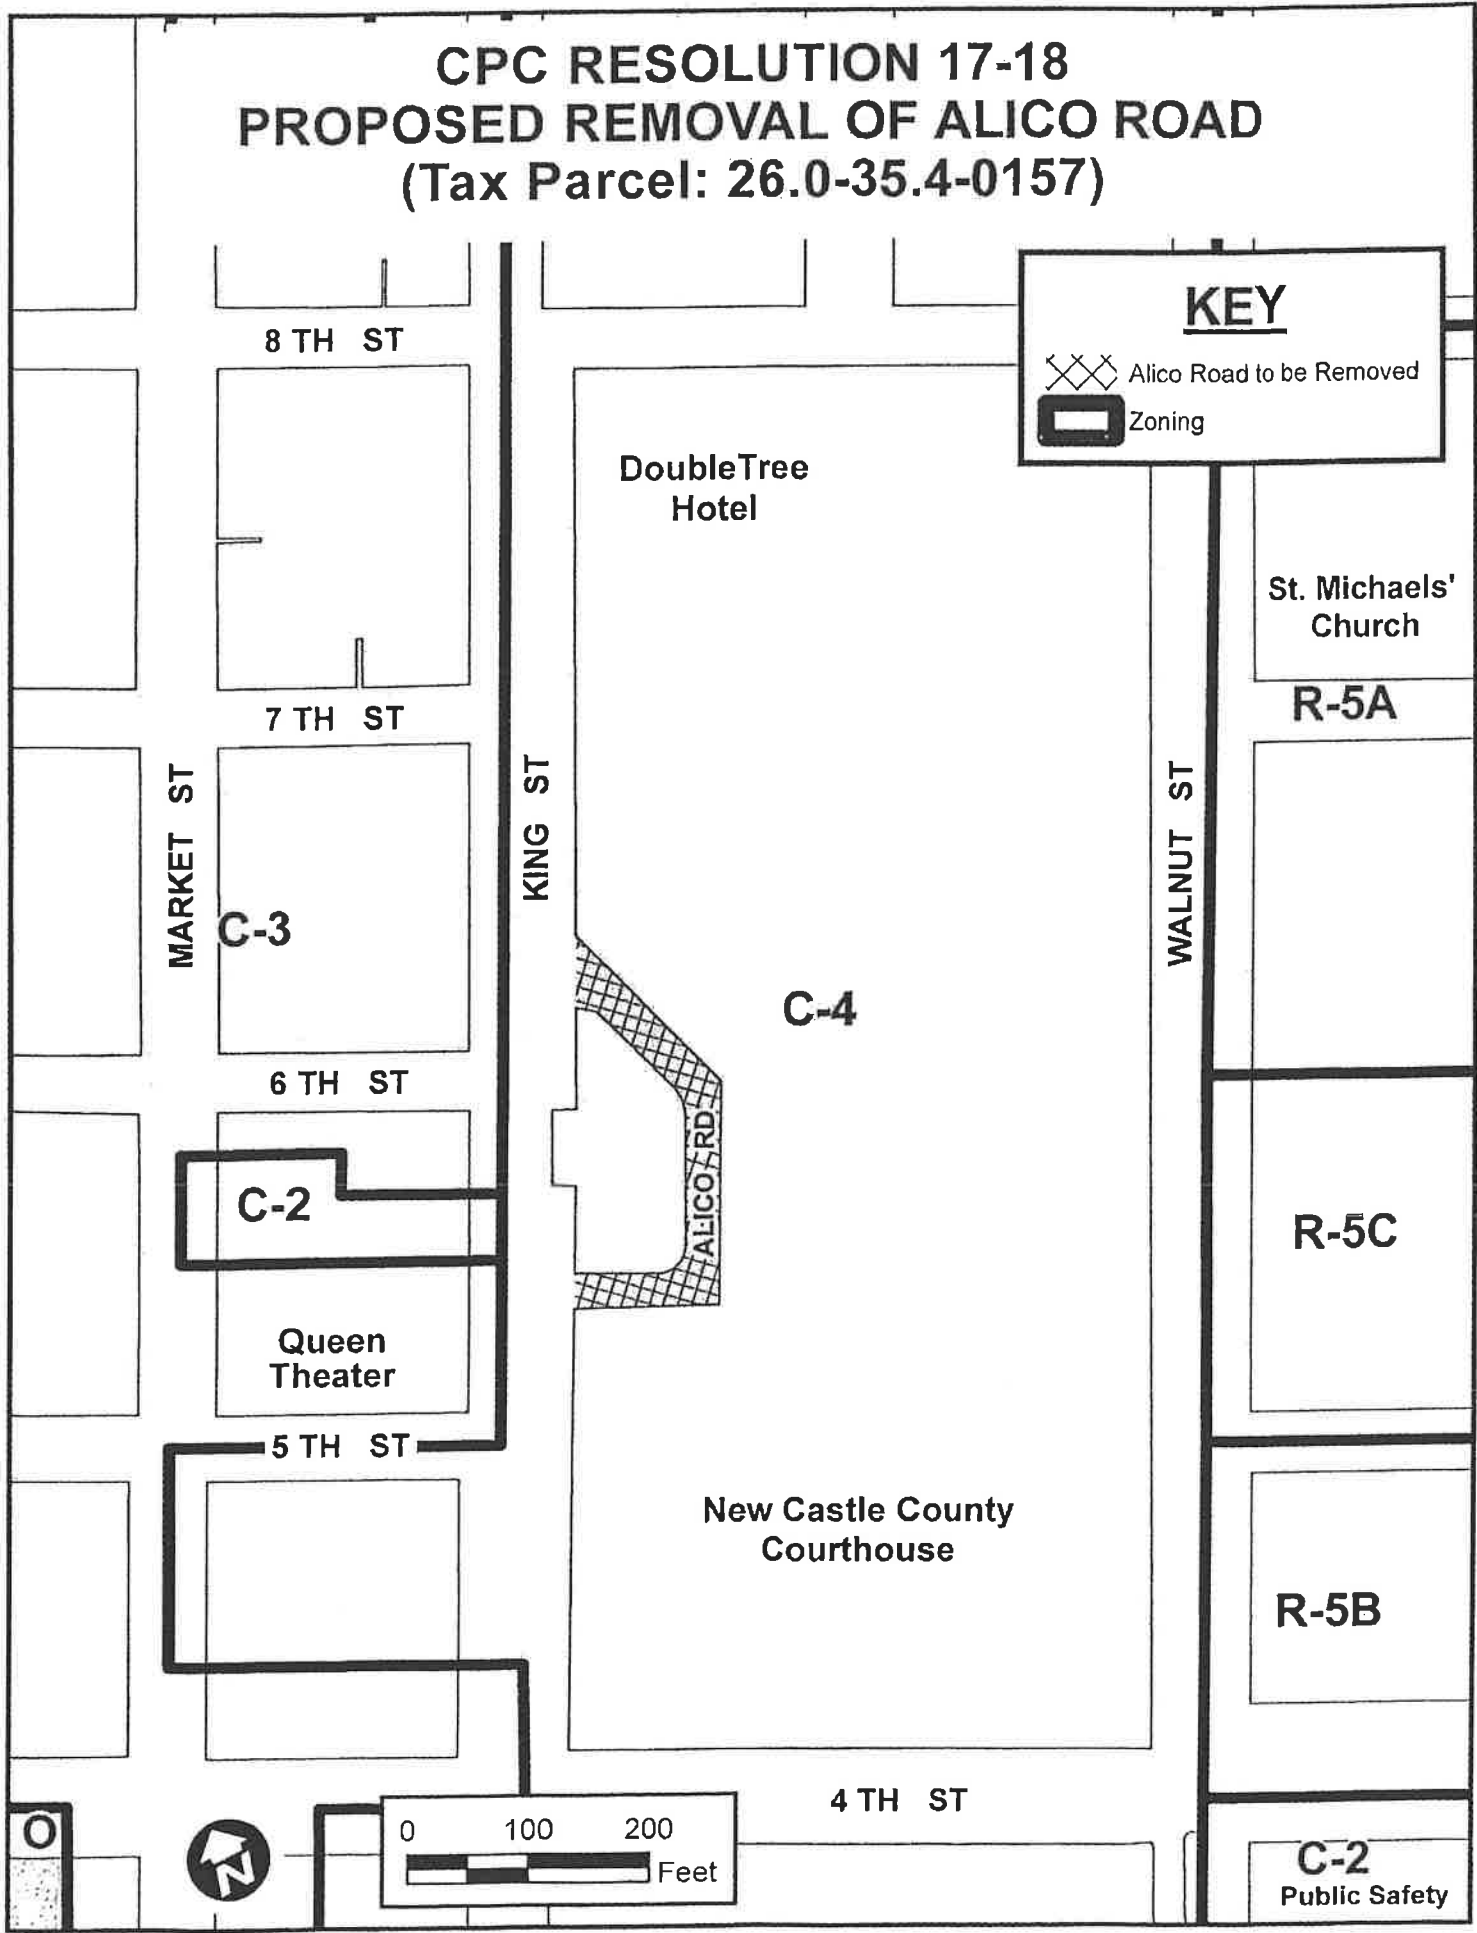 CPC RESOLUTION 17-18
PROPOSED REMOVAL OF ALICO ROAD
(Tax Parcel: 26.0-35.4-0157)
KEY
Alico Road to be Removed
Zoning
8 TH ST
DoubleTree
Hotel
St. Michaels'
Church
R-5A
7 TH ST
MARKET ST
KING ST
WALNUT ST
C-3
C-4
6 TH ST
ALICO RD
C-2
R-5C
Queen
Theater
5 TH ST
New Castle County
Courthouse
R-5B
4 TH ST
O
N
0 100 200
Feet
C-2
Public Safety